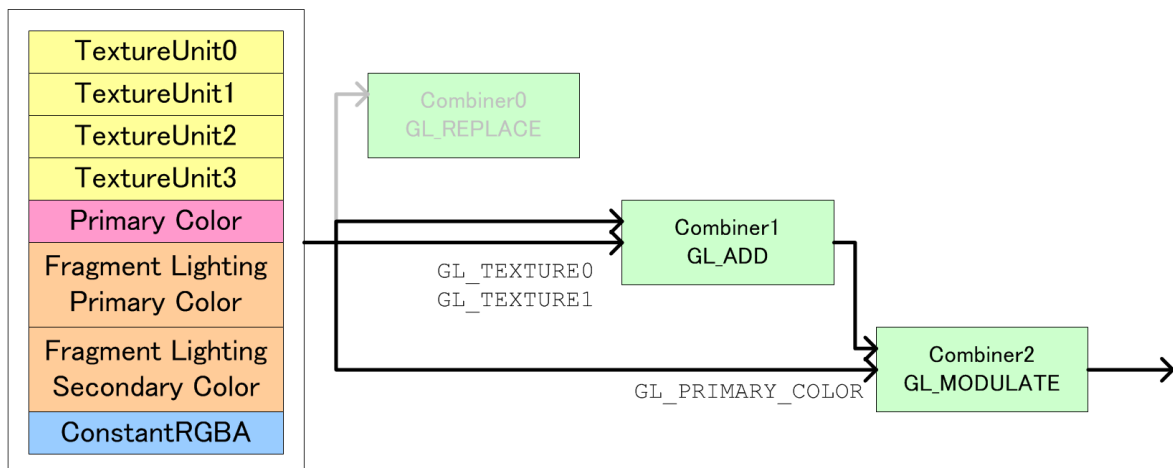 TextureUnit0
TextureUnit1
TextureUnit2
TextureUnit3
Primary Color
Fragment Lighting
Primary Color
Fragment Lighting
Secondary Color
ConstantRGBA
Combiner0
GL_REPLACE
Combiner1
GL_ADD
GL_TEXTURE0
GL_TEXTURE1
Combiner2
GL_MODULATE
GL_PRIMARY_COLOR